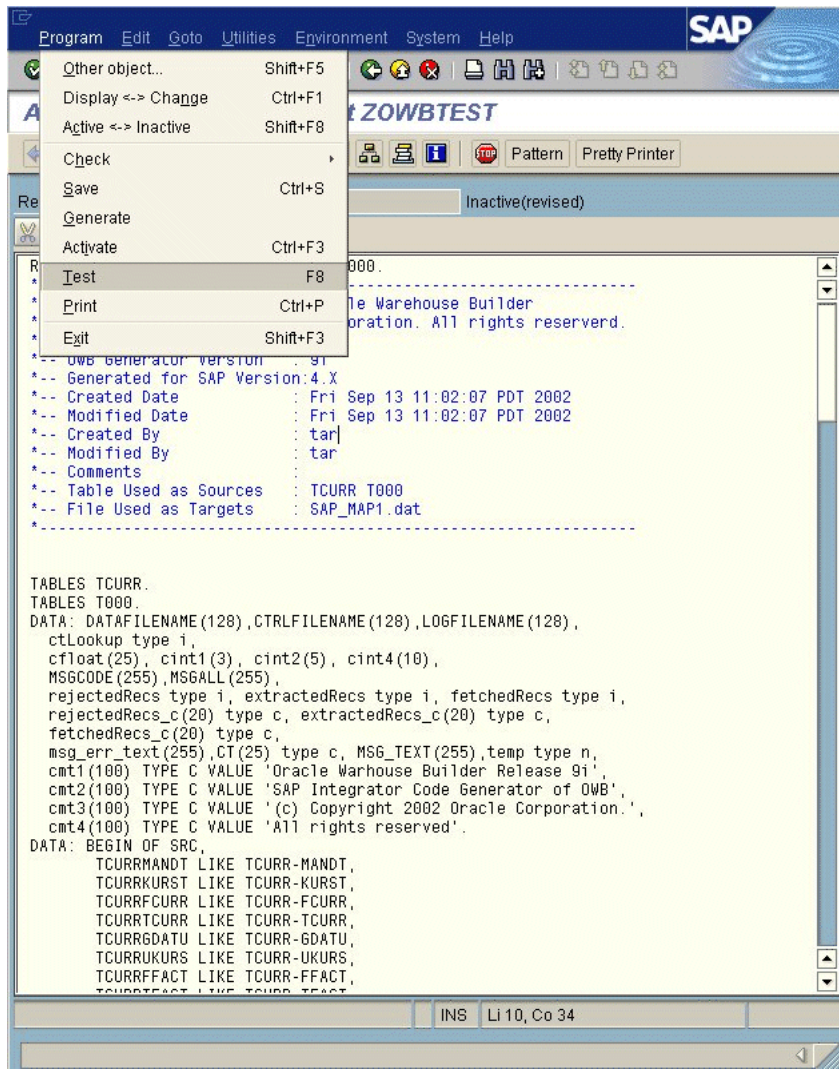 SAP
Program Edit Goto Utilities Environment System Help
Other object... Shift+F5
Display <-> Change Ctrl+F1
Active <-> Inactive Shift+F8
Check
Save Ctrl+S
Generate
Activate Ctrl+F3
Test F8
Print Ctrl+P
Exit Shift+F3
A t ZOWBTEST
STOP Pattern Pretty Printer
Re Inactive(revised)
R 000.
*-----------------------------------
* le Warehouse Builder
* oration. All rights reserverd.
*
*-- OWB Generator Version : 9i
*-- Generated for SAP Version:4.X
*-- Created Date : Fri Sep 13 11:02:07 PDT 2002
*-- Modified Date : Fri Sep 13 11:02:07 PDT 2002
*-- Created By : tar
*-- Modified By : tar
*-- Comments :
*-- Table Used as Sources : TCURR T000
*-- File Used as Targets : SAP_MAP1.dat
*------------------------------------------------------------------------
TABLES TCURR.
TABLES T000.
DATA: DATAFILENAME(128),CTRLFILENAME(128),LOGFILENAME(128),
ctLookup type i,
cfloat(25), cint1(3), cint2(5), cint4(10),
MSGCODE(255),MSGALL(255),
rejectedRecs type i, extractedRecs type i, fetchedRecs type i,
rejectedRecs_c(20) type c, extractedRecs_c(20) type c,
fetchedRecs_c(20) type c,
msg_err_text(255),CT(25) type c, MSG_TEXT(255),temp type n,
cmt1(100) TYPE C VALUE 'Oracle Warhouse Builder Release 9i',
cmt2(100) TYPE C VALUE 'SAP Integrator Code Generator of OWB',
cmt3(100) TYPE C VALUE '(c) Copyright 2002 Oracle Corporation.',
cmt4(100) TYPE C VALUE 'All rights reserved'.
DATA: BEGIN OF SRC,
TCURRMANDT LIKE TCURR-MANDT,
TCURRKURST LIKE TCURR-KURST,
TCURRFCURR LIKE TCURR-FCURR,
TCURRTCURR LIKE TCURR-TCURR,
TCURRGDATU LIKE TCURR-GDATU,
TCURRUKURS LIKE TCURR-UKURS,
TCURRFFACT LIKE TCURR-FFACT,
TCURRTFACT LIKE TCURR-TFACT
INS Li 10, Co 34